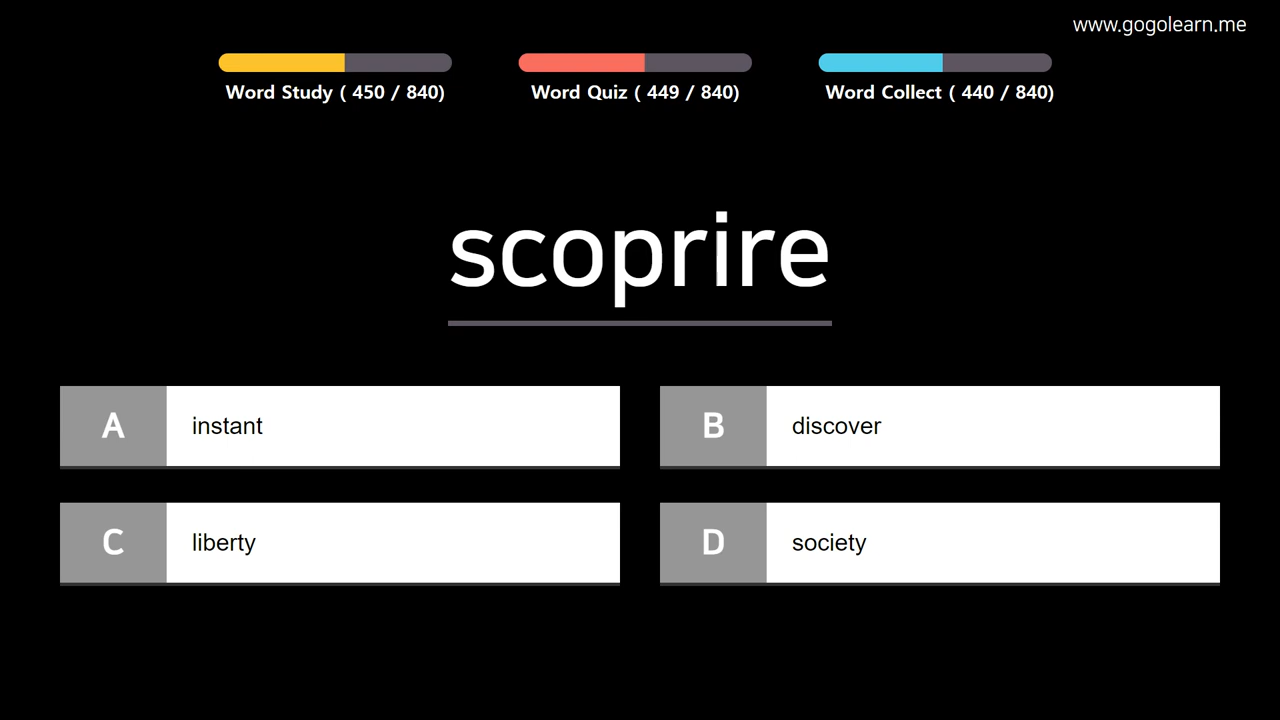 www.gogolearn.me
Word Study ( 450 / 840)
Word Quiz ( 449 / 840)
Word Collect ( 440 / 840)
scoprire
A instant
B discover
C liberty
D society